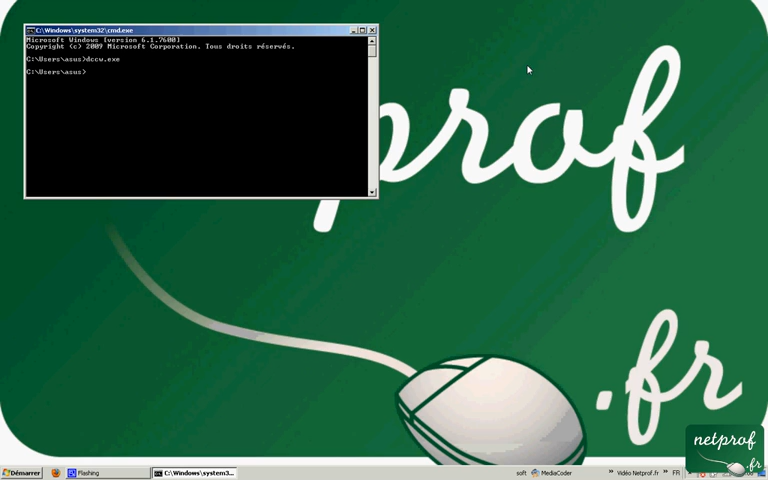 C:\Windows\system32\cmd.exe
Microsoft Windows [version 6.1.7600]
Copyright (c) 2009 Microsoft Corporation. Tous droits réservés.
C:\Users\asus>dccw.exe
C:\Users\asus>
prof
.fr
netprof
.fr
Démarrer
Flashing
C:\Windows\system3...
soft
MediaCoder
» Vidéo Netprof.fr
» FR